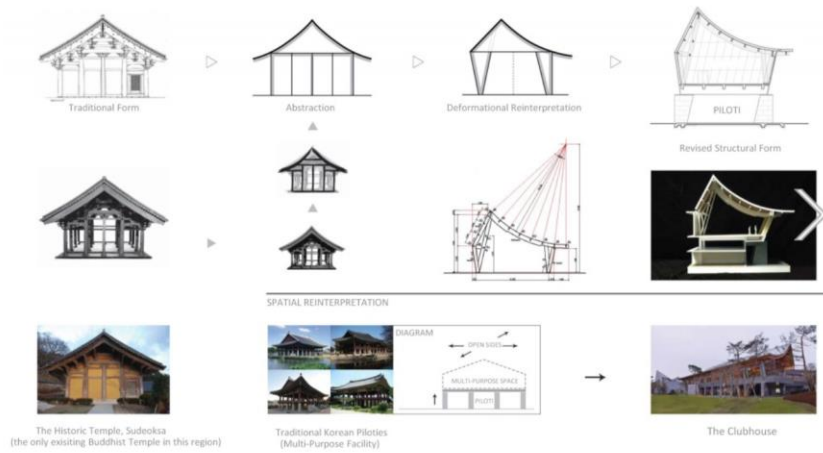 Traditional Form
Abstraction
Deformational Reinterpretation
PILOTI
Revised Structural Form
SPATIAL REINTERPRETATION
DIAGRAM
OPEN SIDES
MULTI-PURPOSE SPACE
PILOTI
The Historic Temple, Sudeoksa
(the only exisiting Buddhist Temple in this region)
Traditional Korean Piloties
(Multi-Purpose Facility)
The Clubhouse